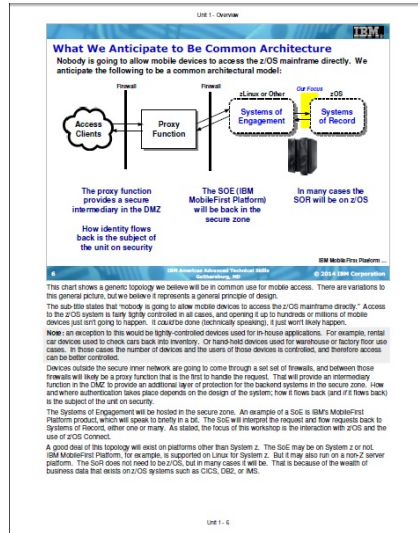 Unit 1 - Overview
IBM
What We Anticipate to Be Common Architecture
Nobody is going to allow mobile devices to access the z/OS mainframe directly. We
anticipate the following to be a common architectural model:
Firewall
Firewall
zLinux or Other
Our Focus
zOS
Access
Clients
Proxy
Function
Systems of
Engagement
Systems
of Record
The proxy function
provides a secure
intermediary in the DMZ
How identity flows
back is the subject of
the unit on security
The SOE (IBM
MobileFirst Platform)
will be back in the
secure zone
In many cases the
SOR will be on z/OS
IBM MobileFirst Platform ...
6
IBM Americas Advanced Technical Skills
Gaithersburg, MD
© 2014 IBM Corporation
This chart shows a generic topology we believe will be in common use for mobile access. There are variations to
this general picture, but we believe it represents a general principle of design.
The sub-title states that "nobody is going to allow mobile devices to access the z/OS mainframe directly." Access
to the z/OS system is fairly tightly controlled in all cases, and opening it up to hundreds or millions of mobile
devices just isn't going to happen. It could be done (technically speaking), it just won't likely happen.
Note: an exception to this would be tightly-controlled devices used for in-house applications. For example, rental
car devices used to check cars back into inventory. Or hand-held devices used for warehouse or factory floor use
cases. In those cases the number of devices and the users of those devices is controlled, and therefore access
can be better controlled.
Devices outside the secure inner network are going to come through a set set of firewalls, and between those
firewalls will likely be a proxy function that is the first to handle the request. That will provide an intermediary
function in the DMZ to provide an additional layer of protection for the backend systems in the secure zone. How
and where authentication takes place depends on the design of the system; how it flows back (and if it flows back)
is the subject of the unit on security.
The Systems of Engagement will be hosted in the secure zone. An example of a SoE is IBM's MobileFirst
Platform product, which will speak to briefly in a bit. The SoE will interpret the request and flow requests back to
Systems of Record, either one or many. As stated, the focus of this workshop is the interaction with z/OS and the
use of z/OS Connect.
A good deal of this topology will exist on platforms other than System z. The SoE may be on System z or not.
IBM MobileFirst Platform, for example, is supported on Linux for System z. But it may also run on a non-Z server
platform. The SoR does not need to be z/OS, but in many cases it will be. That is because of the wealth of
business data that exists on z/OS systems such as CICS, DB2, or IMS.
Unit 1 - 6